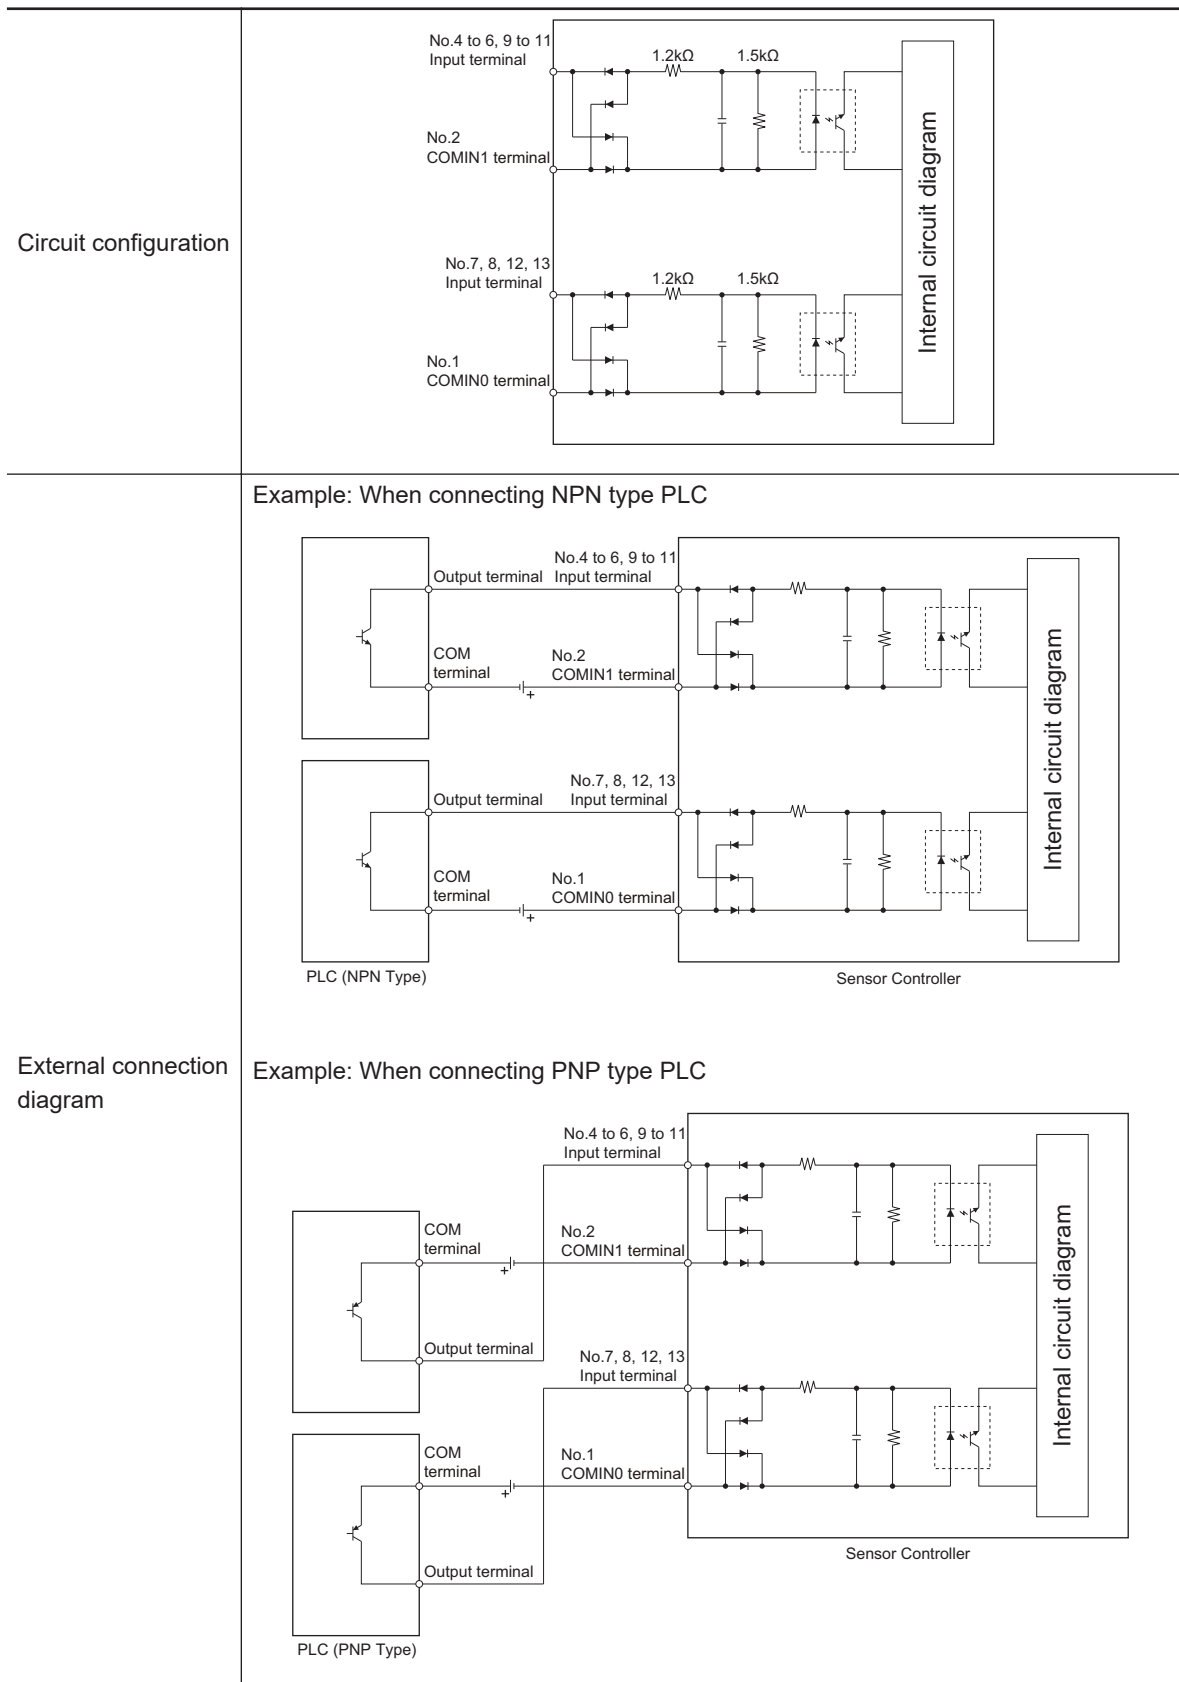 Circuit configuration
No.4 to 6, 9 to 11
Input terminal
1.2kΩ
1.5kΩ
No.2
COMIN1 terminal
No.7, 8, 12, 13
Input terminal
1.2kΩ
1.5kΩ
No.1
COMIN0 terminal
Internal circuit diagram
External connection
diagram
Example: When connecting NPN type PLC
Output terminal
No.4 to 6, 9 to 11
Input terminal
COM
terminal
+
No.2
COMIN1 terminal
Output terminal
No.7, 8, 12, 13
Input terminal
COM
terminal
+
No.1
COMIN0 terminal
Internal circuit diagram
PLC (NPN Type)
Sensor Controller
Example: When connecting PNP type PLC
No.4 to 6, 9 to 11
Input terminal
COM
terminal
+
No.2
COMIN1 terminal
Output terminal
No.7, 8, 12, 13
Input terminal
COM
terminal
+
No.1
COMIN0 terminal
Output terminal
Internal circuit diagram
Sensor Controller
PLC (PNP Type)